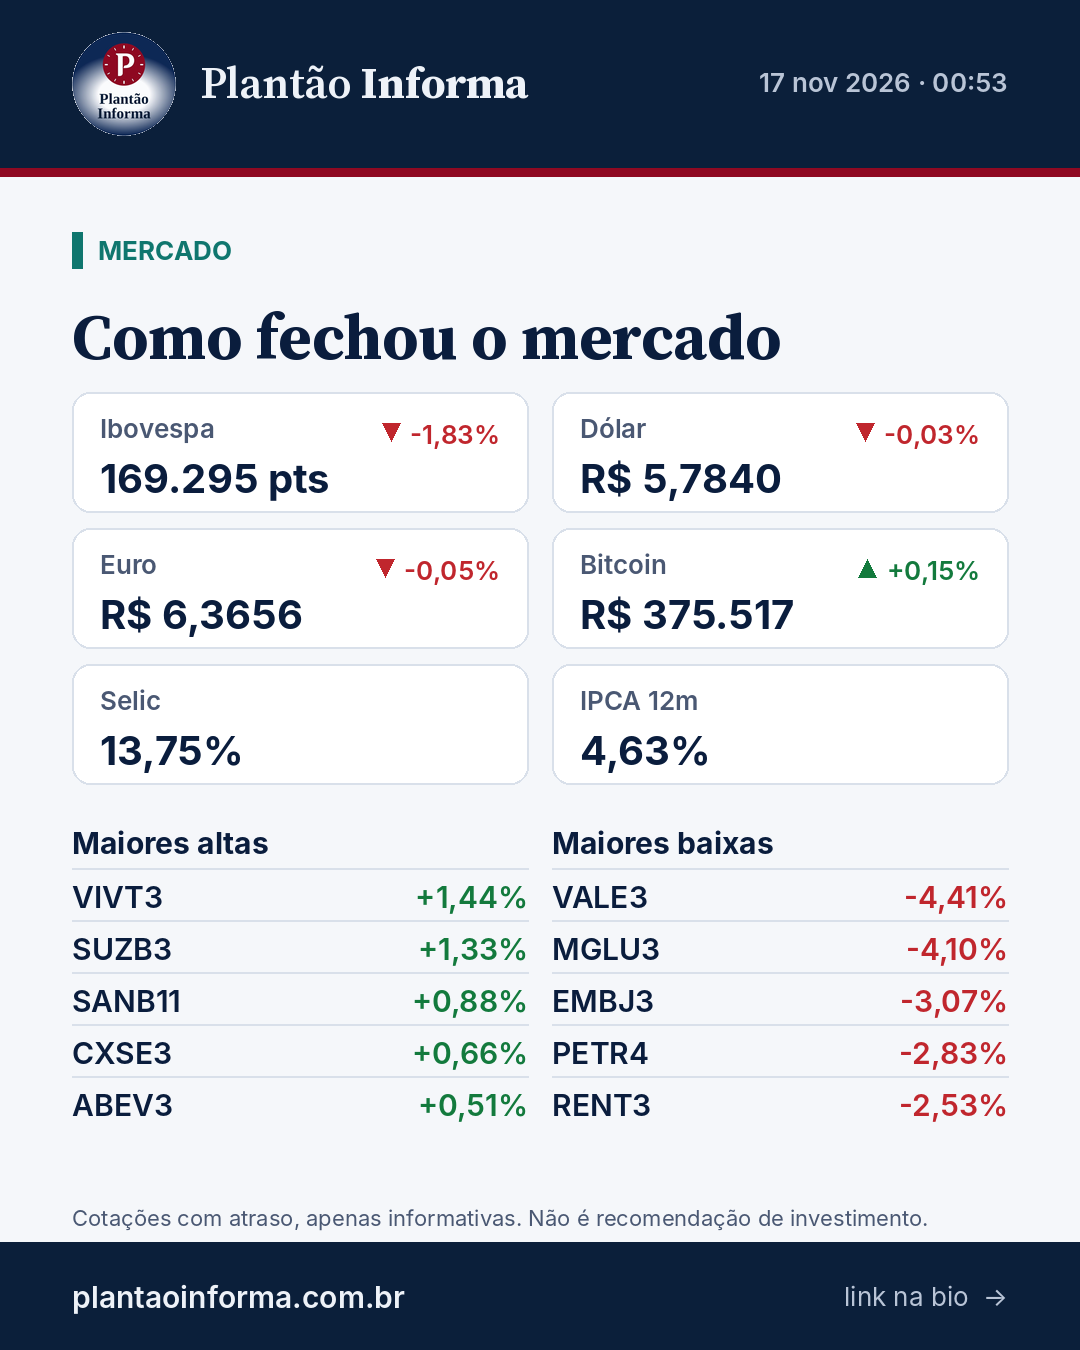 P
Plantão
Informa
Plantão Informa
17 nov 2026 · 00:53
MERCADO
Como fechou o mercado
Ibovespa
▼ -1,83%
169.295 pts
Dólar
▼ -0,03%
R$ 5,7840
Euro
▼ -0,05%
R$ 6,3656
Bitcoin
▲ +0,15%
R$ 375.517
Selic
13,75%
IPCA 12m
4,63%
Maiores altas
VIVT3 +1,44%
SUZB3 +1,33%
SANB11 +0,88%
CXSE3 +0,66%
ABEV3 +0,51%
Maiores baixas
VALE3 -4,41%
MGLU3 -4,10%
EMBJ3 -3,07%
PETR4 -2,83%
RENT3 -2,53%
Cotações com atraso, apenas informativas. Não é recomendação de investimento.
plantaoinforma.com.br
link na bio →